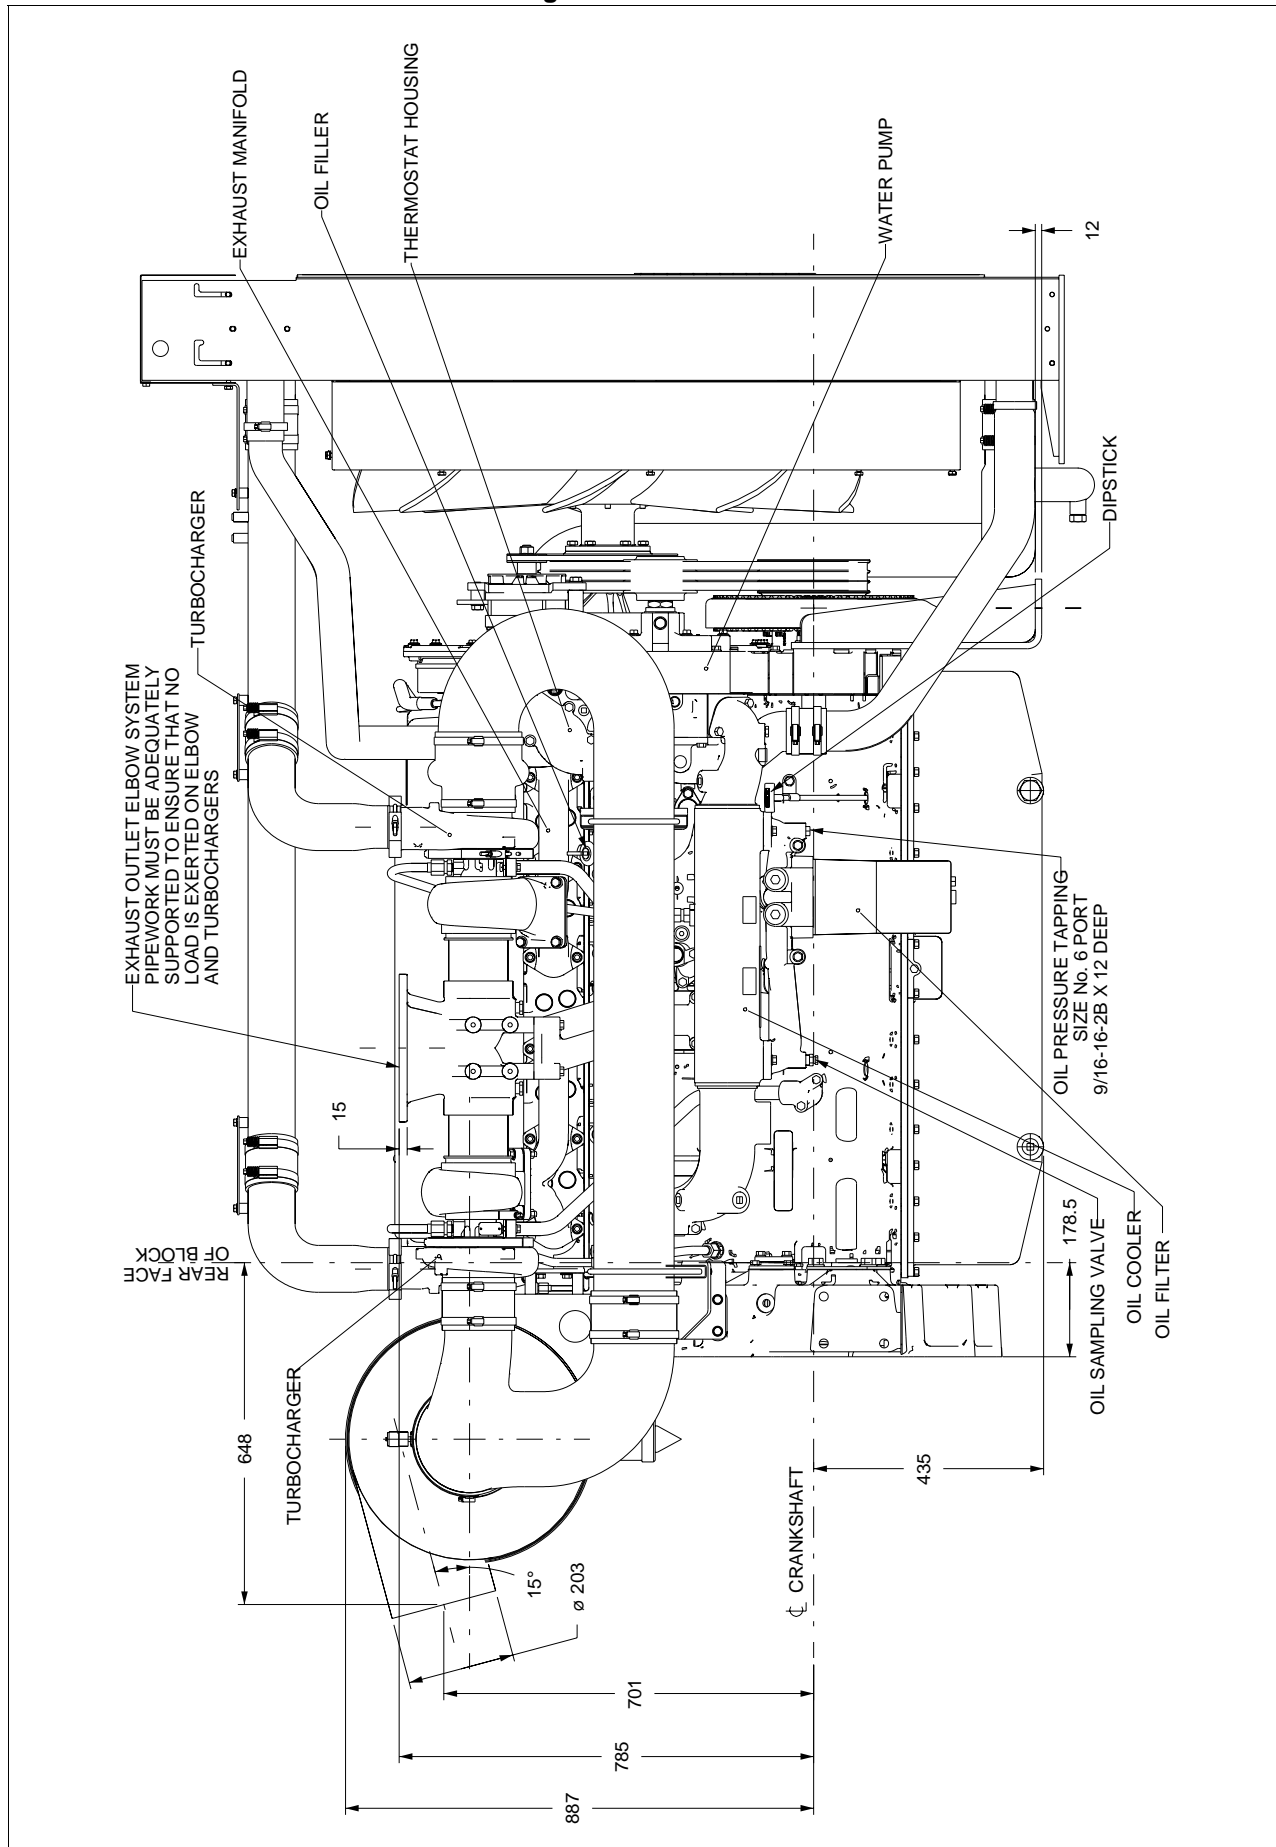 EXHAUST MANIFOLD
OIL FILLER
THERMOSTAT HOUSING
WATER PUMP
12
DIPSTICK
TURBOCHARGER
EXHAUST OUTLET ELBOW SYSTEM
PIPEWORK MUST BE ADEQUATELY
SUPPORTED TO ENSURE THAT NO
LOAD IS EXERTED ON ELBOW
AND TURBOCHARGERS
15
REAR FACE
OF BLOCK
OIL PRESSURE TAPPING
SIZE No. 6 PORT
9/16-16-2B X 12 DEEP
178.5
OIL SAMPLING VALVE
OIL COOLER
OIL FILTER
648
TURBOCHARGER
435
15°
ø 203
℄ CRANKSHAFT
701
785
887